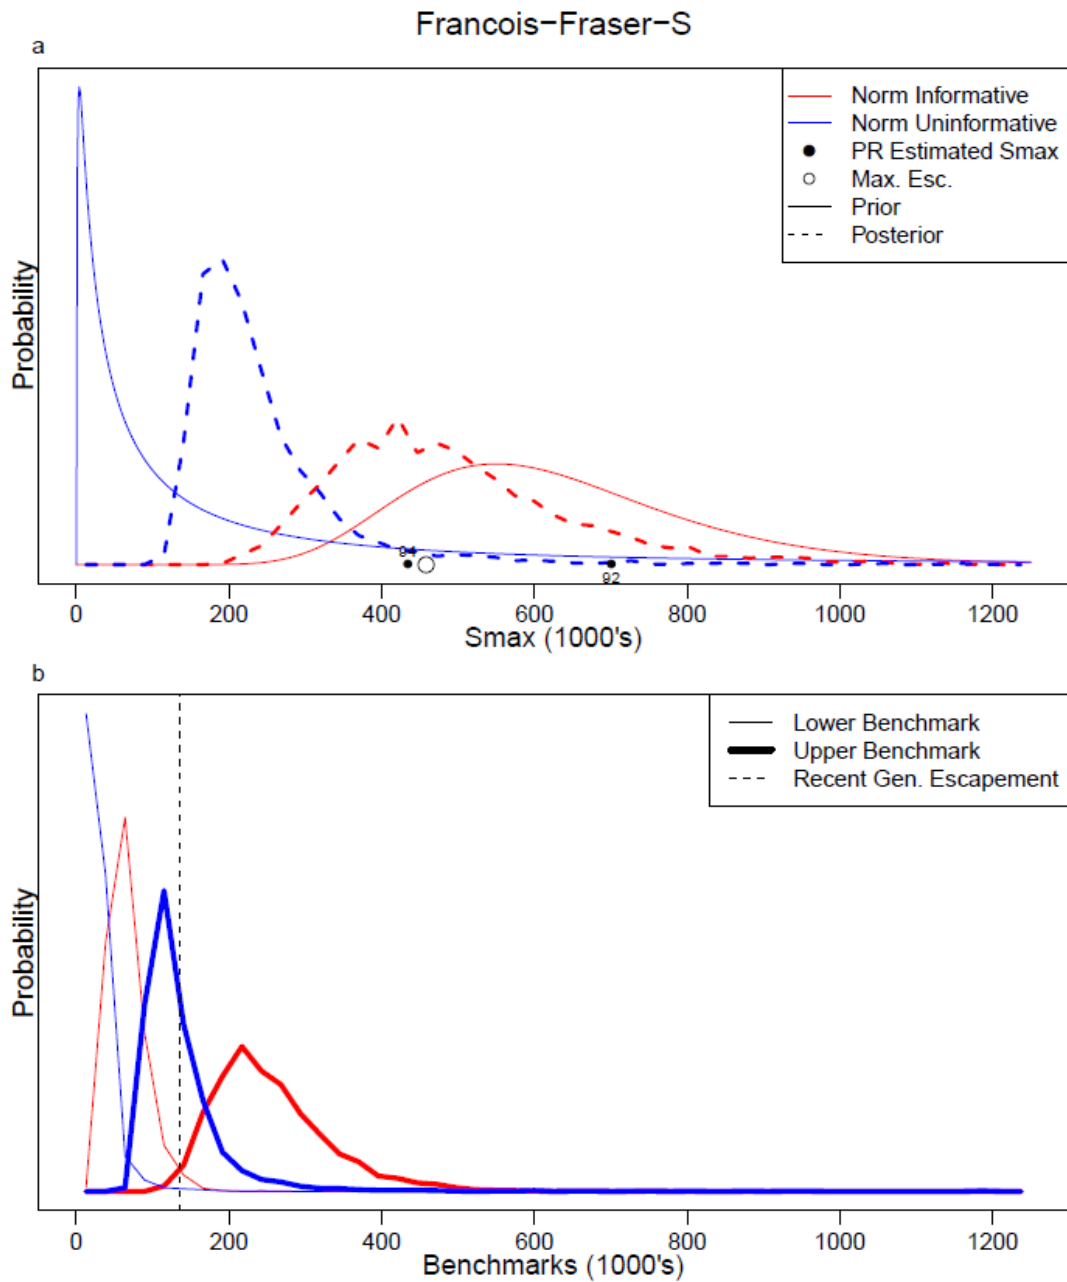 Francois−Fraser−S
a
Norm Informative
Norm Uninformative
PR Estimated Smax
Max. Esc.
Prior
Posterior
Probability
94
92
0 200 400 600 800 1000 1200
Smax (1000's)
b
Lower Benchmark
Upper Benchmark
Recent Gen. Escapement
Probability
0 200 400 600 800 1000 1200
Benchmarks (1000's)